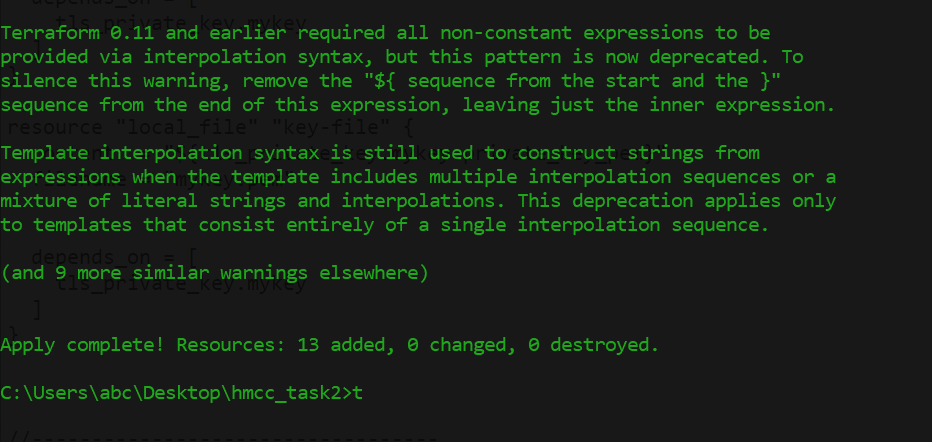 depends_on = [
tls_private_key.mykey
Terraform 0.11 and earlier required all non-constant expressions to be
provided via interpolation syntax, but this pattern is now deprecated. To
silence this warning, remove the "${ sequence from the start and the }"
sequence from the end of this expression, leaving just the inner expression.
resource "local_file" "key-file" {
Template interpolation syntax is still used to construct strings from
expressions when the template includes multiple interpolation sequences or a
mixture of literal strings and interpolations. This deprecation applies only
to templates that consist entirely of a single interpolation sequence.
depends_on = [
(and 9 more similar warnings elsewhere)
tls_private_key.mykey
]
}
Apply complete! Resources: 13 added, 0 changed, 0 destroyed.
C:\Users\abc\Desktop\hmcc_task2>t